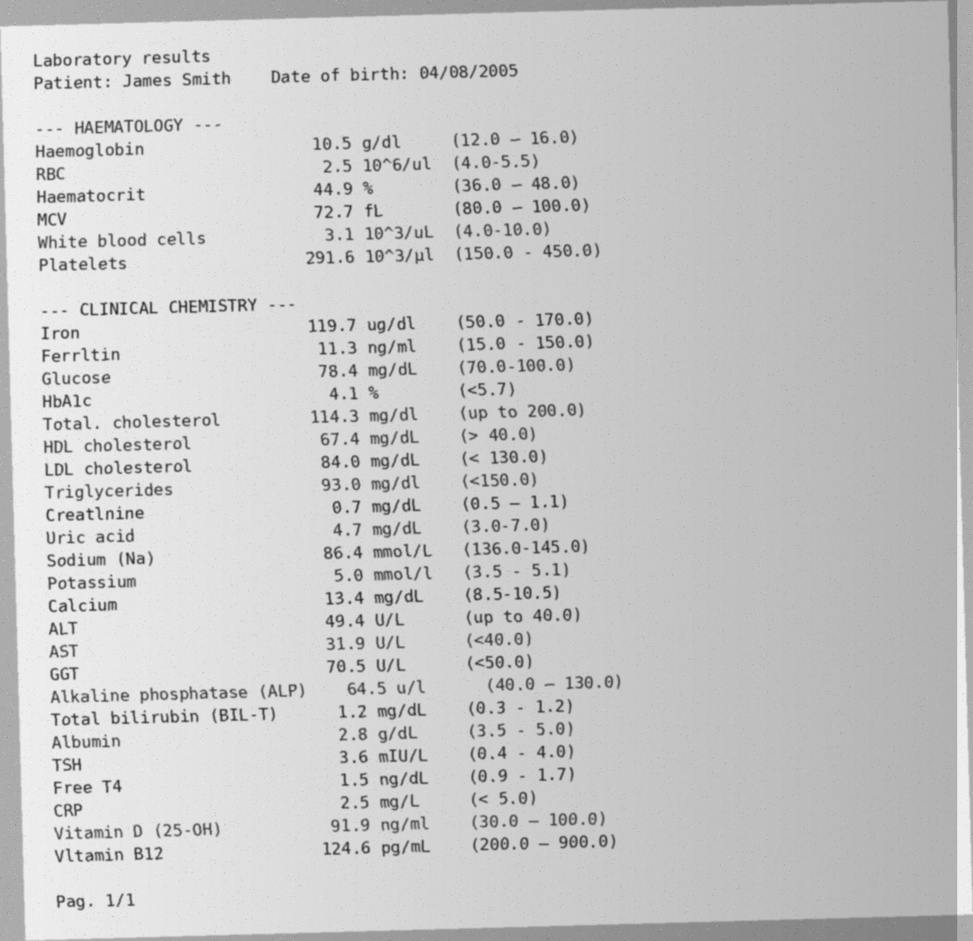 Laboratory results
Patient: James Smith    Date of birth: 04/08/2005
--- HAEMATOLOGY ---
Haemoglobin 10.5 g/dl (12.0 – 16.0)
RBC 2.5 10^6/ul (4.0-5.5)
Haematocrit 44.9 % (36.0 – 48.0)
MCV 72.7 fL (80.0 – 100.0)
White blood cells 3.1 10^3/uL (4.0-10.0)
Platelets 291.6 10^3/µl (150.0 - 450.0)
--- CLINICAL CHEMISTRY ---
Iron 119.7 ug/dl (50.0 - 170.0)
Ferrltin 11.3 ng/ml (15.0 - 150.0)
Glucose 78.4 mg/dL (70.0-100.0)
HbA1c 4.1 % (<5.7)
Total. cholesterol 114.3 mg/dl (up to 200.0)
HDL cholesterol 67.4 mg/dL (> 40.0)
LDL cholesterol 84.0 mg/dL (< 130.0)
Triglycerides 93.0 mg/dl (<150.0)
Creatlnine 0.7 mg/dL (0.5 – 1.1)
Uric acid 4.7 mg/dL (3.0-7.0)
Sodium (Na) 86.4 mmol/L (136.0-145.0)
Potassium 5.0 mmol/l (3.5 - 5.1)
Calcium 13.4 mg/dL (8.5-10.5)
ALT 49.4 U/L (up to 40.0)
AST 31.9 U/L (<40.0)
GGT 70.5 U/L (<50.0)
Alkaline phosphatase (ALP) 64.5 u/l (40.0 – 130.0)
Total bilirubin (BIL-T) 1.2 mg/dL (0.3 - 1.2)
Albumin 2.8 g/dL (3.5 - 5.0)
TSH 3.6 mIU/L (0.4 - 4.0)
Free T4 1.5 ng/dL (0.9 - 1.7)
CRP 2.5 mg/L (< 5.0)
Vitamin D (25-OH) 91.9 ng/ml (30.0 – 100.0)
Vltamin B12 124.6 pg/mL (200.0 – 900.0)
Pag. 1/1